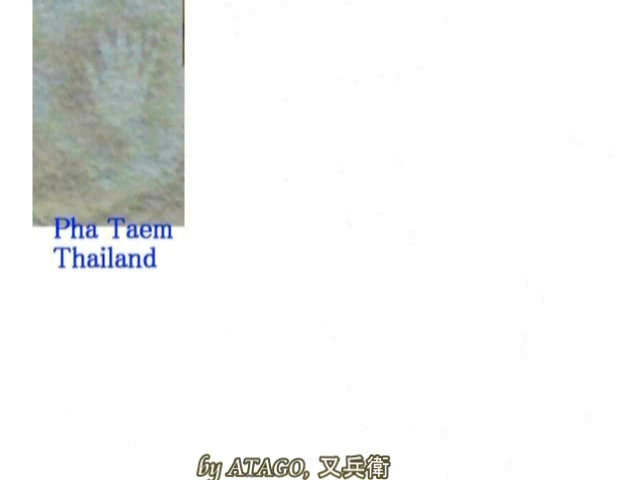 Pha Taem
Thailand
by ATAGO, 又兵衛